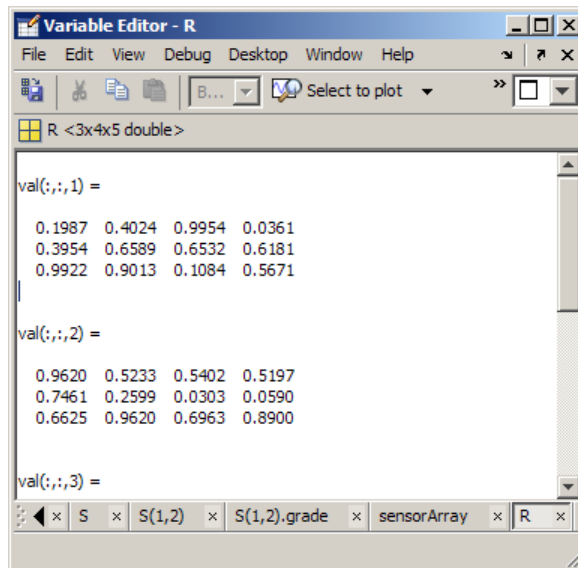 Variable Editor - R
File Edit View Debug Desktop Window Help
B... Select to plot »
R <3x4x5 double>
val(:,:,1) =
0.1987 0.4024 0.9954 0.0361
0.3954 0.6589 0.6532 0.6181
0.9922 0.9013 0.1084 0.5671
val(:,:,2) =
0.9620 0.5233 0.5402 0.5197
0.7461 0.2599 0.0303 0.0590
0.6625 0.9620 0.6963 0.8900
val(:,:,3) =
S S(1,2) S(1,2).grade sensorArray R